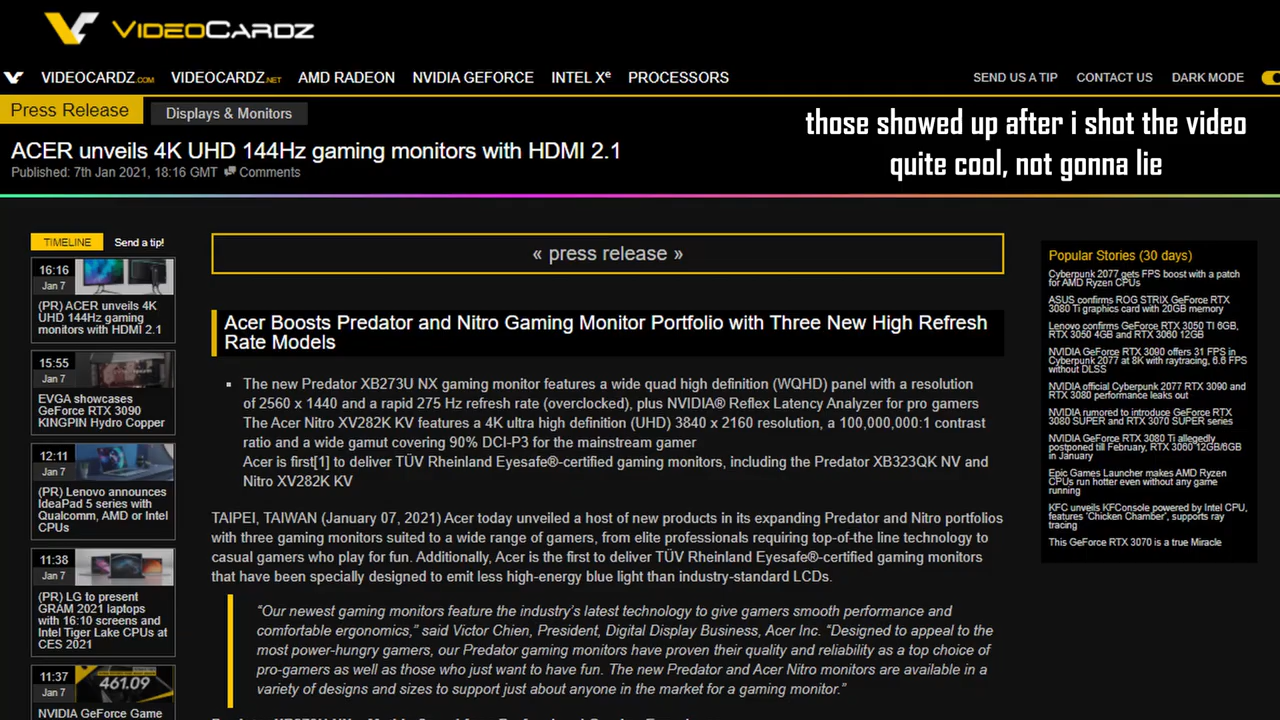 VIDEOCARDZ
VIDEOCARDZ.COM VIDEOCARDZ.NET AMD RADEON NVIDIA GEFORCE INTEL Xe PROCESSORS SEND US A TIP CONTACT US DARK MODE
Press Release Displays & Monitors
those showed up after i shot the video
quite cool, not gonna lie
ACER unveils 4K UHD 144Hz gaming monitors with HDMI 2.1
Published: 7th Jan 2021, 18:16 GMT Comments
TIMELINE Send a tip!
16:16
Jan 7
(PR) ACER unveils 4K
UHD 144Hz gaming
monitors with HDMI 2.1
15:55
Jan 7
EVGA showcases
GeForce RTX 3090
KINGPIN Hydro Copper
12:11
Jan 7
(PR) Lenovo announces
IdeaPad 5 series with
Qualcomm, AMD or Intel
CPUs
11:38
Jan 7
(PR) LG to present
GRAM 2021 laptops
with 16:10 screens and
Intel Tiger Lake CPUs at
CES 2021
11:37
Jan 7
461.09
NVIDIA GeForce Game
« press release »
Acer Boosts Predator and Nitro Gaming Monitor Portfolio with Three New High Refresh
Rate Models
▪ The new Predator XB273U NX gaming monitor features a wide quad high definition (WQHD) panel with a resolution
of 2560 x 1440 and a rapid 275 Hz refresh rate (overclocked), plus NVIDIA® Reflex Latency Analyzer for pro gamers
The Acer Nitro XV282K KV features a 4K ultra high definition (UHD) 3840 x 2160 resolution, a 100,000,000:1 contrast
ratio and a wide gamut covering 90% DCI-P3 for the mainstream gamer
Acer is first[1] to deliver TÜV Rheinland Eyesafe®-certified gaming monitors, including the Predator XB323QK NV and
Nitro XV282K KV
TAIPEI, TAIWAN (January 07, 2021) Acer today unveiled a host of new products in its expanding Predator and Nitro portfolios
with three gaming monitors suited to a wide range of gamers, from elite professionals requiring top-of-the line technology to
casual gamers who play for fun. Additionally, Acer is the first to deliver TÜV Rheinland Eyesafe®-certified gaming monitors
that have been specially designed to emit less high-energy blue light than industry-standard LCDs.
“Our newest gaming monitors feature the industry’s latest technology to give gamers smooth performance and
comfortable ergonomics,” said Victor Chien, President, Digital Display Business, Acer Inc. “Designed to appeal to the
most power-hungry gamers, our Predator gaming monitors have proven their quality and reliability as a top choice of
pro-gamers as well as those who just want to have fun. The new Predator and Acer Nitro monitors are available in a
variety of designs and sizes to support just about anyone in the market for a gaming monitor.”
Popular Stories (30 days)
Cyberpunk 2077 gets FPS boost with a patch
for AMD Ryzen CPUs
ASUS confirms ROG STRIX GeForce RTX
3080 Ti graphics card with 20GB memory
Lenovo confirms GeForce RTX 3050 TI 6GB,
RTX 3050 4GB and RTX 3060 12GB
NVIDIA GeForce RTX 3090 offers 31 FPS in
Cyberpunk 2077 at 8K with raytracing, 6.6 FPS
without DLSS
NVIDIA official Cyberpunk 2077 RTX 3090 and
RTX 3080 performance leaks out
NVIDIA rumored to introduce GeForce RTX
3080 SUPER and RTX 3070 SUPER series
NVIDIA GeForce RTX 3080 Ti allegedly
postponed till February, RTX 3060 12GB/6GB
in January
Epic Games Launcher makes AMD Ryzen
CPUs run hotter even without any game
running
KFC unveils KFConsole powered by Intel CPU,
features ‘Chicken Chamber’, supports ray
tracing
This GeForce RTX 3070 is a true Miracle